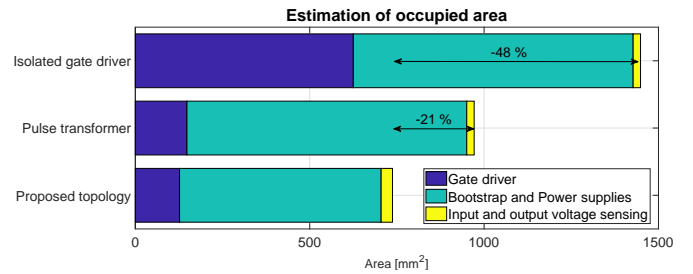 Estimation of occupied area
Isolated gate driver
-48 %
Pulse transformer
-21 %
Proposed topology
Gate driver
Bootstrap and Power supplies
Input and output voltage sensing
0 500 1000 1500
Area [mm²]